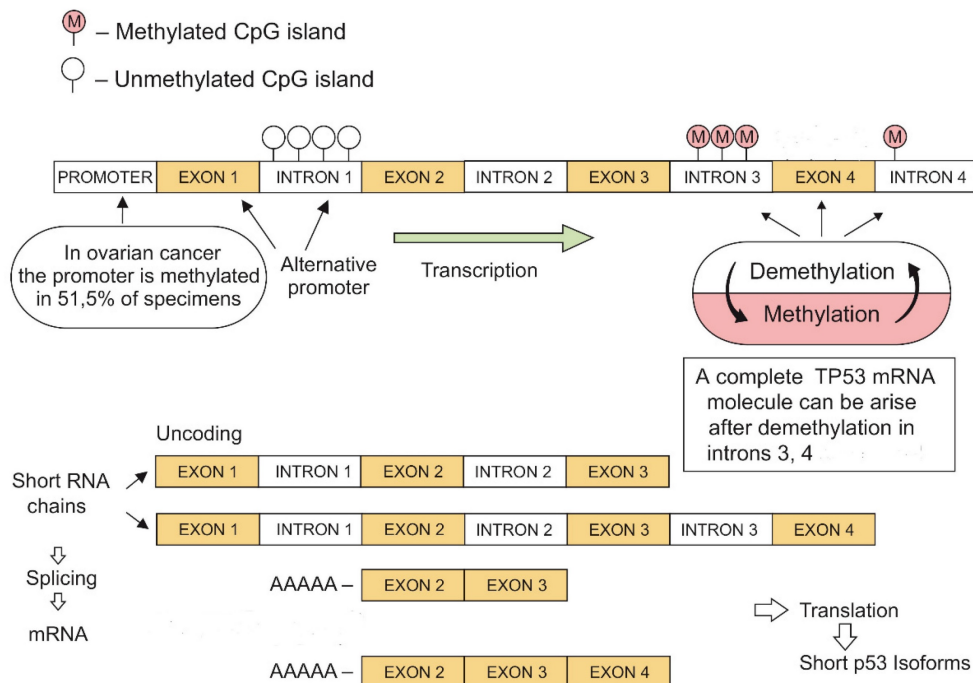 M – Methylated CpG island
– Unmethylated CpG island
M M M M
PROMOTER EXON 1 INTRON 1 EXON 2 INTRON 2 EXON 3 INTRON 3 EXON 4 INTRON 4
In ovarian cancer
the promoter is methylated
in 51,5% of specimens
Alternative
promoter
Transcription
Demethylation
Methylation
A complete TP53 mRNA
molecule can be arise
after demethylation in
introns 3, 4
Uncoding
Short RNA
chains
EXON 1 INTRON 1 EXON 2 INTRON 2 EXON 3
EXON 1 INTRON 1 EXON 2 INTRON 2 EXON 3 INTRON 3 EXON 4
Splicing
mRNA
AAAAA – EXON 2 EXON 3
AAAAA – EXON 2 EXON 3 EXON 4
Translation
Short p53 Isoforms